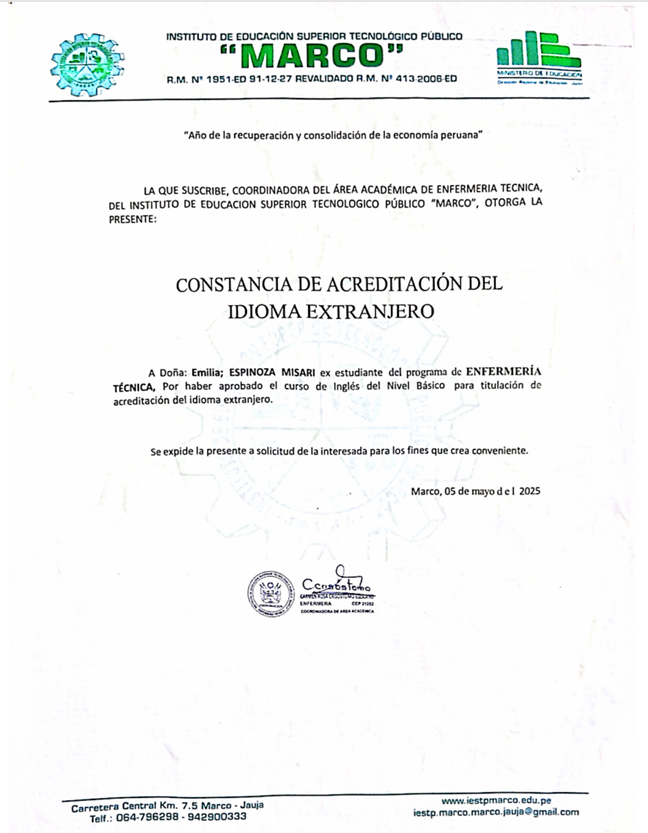 INSTITUTO DE EDUCACIÓN SUPERIOR TECNOLÓGICO PÚBLICO
“MARCO”
R.M. N° 1951-ED 91-12-27 REVALIDADO R.M. N° 413-2006-ED
MINISTERIO DE EDUCACIÓN
“Año de la recuperación y consolidación de la economía peruana”
LA QUE SUSCRIBE, COORDINADORA DEL ÁREA ACADÉMICA DE ENFERMERIA TECNICA,
DEL INSTITUTO DE EDUCACION SUPERIOR TECNOLOGICO PÚBLICO “MARCO”, OTORGA LA
PRESENTE:
CONSTANCIA DE ACREDITACIÓN DEL
IDIOMA EXTRANJERO
A Doña: Emilia; ESPINOZA MISARI ex estudiante del programa de ENFERMERÍA
TÉCNICA, Por haber aprobado el curso de Inglés del Nivel Básico para titulación de
acreditación del idioma extranjero.
Se expide la presente a solicitud de la interesada para los fines que crea conveniente.
Marco, 05 de mayo d e l 2025
ENFERMERA
COORDINADORA DE AREA ACADÉMICA
Carretera Central Km. 7.5 Marco - Jauja
Telf.: 064-796298 - 942900333
www.iestpmarco.edu.pe
iestp.marco.marco.jauja@gmail.com